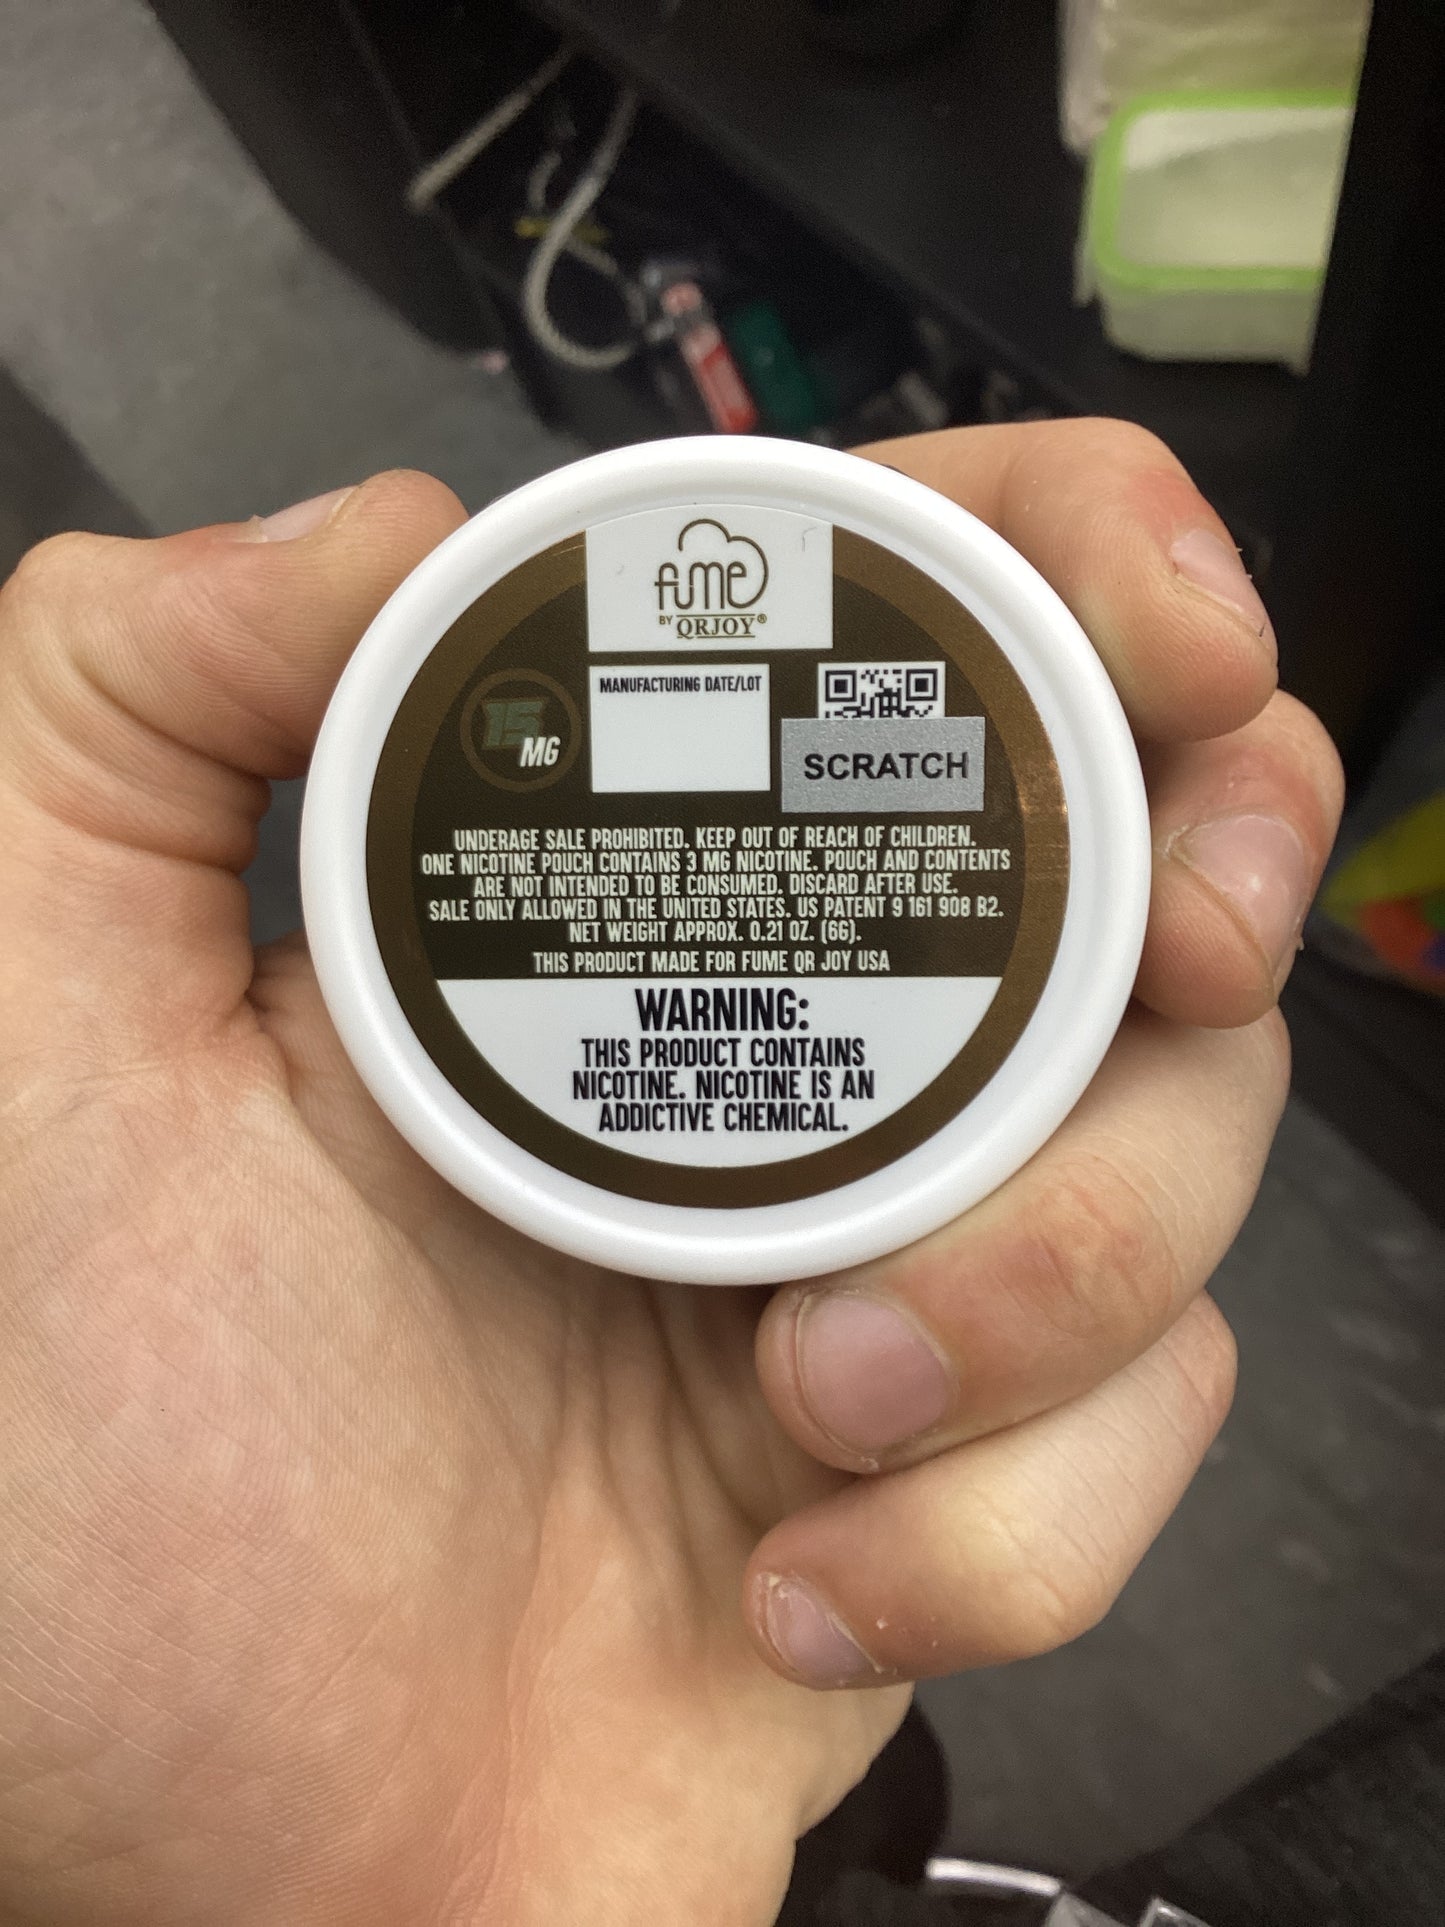 fume
BY QRJOY®
MANUFACTURING DATE/LOT
15
MG
SCRATCH
UNDERAGE SALE PROHIBITED. KEEP OUT OF REACH OF CHILDREN.
ONE NICOTINE POUCH CONTAINS 3 MG NICOTINE. POUCH AND CONTENTS
ARE NOT INTENDED TO BE CONSUMED. DISCARD AFTER USE.
SALE ONLY ALLOWED IN THE UNITED STATES. US PATENT 9 161 908 B2.
NET WEIGHT APPROX. 0.21 OZ. (6G).
THIS PRODUCT MADE FOR FUME QR JOY USA
WARNING:
THIS PRODUCT CONTAINS
NICOTINE. NICOTINE IS AN
ADDICTIVE CHEMICAL.